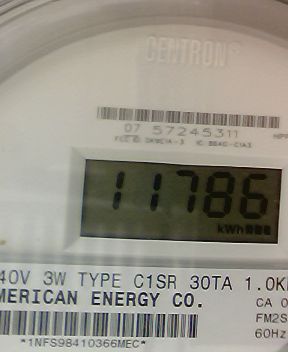 CENTRON®
07 57245311
11786
kWh
40V 3W TYPE C1SR 30TA 1.0K
MERICAN ENERGY CO.
CA 0
FM2S
60Hz
*1NFS98410366MEC*